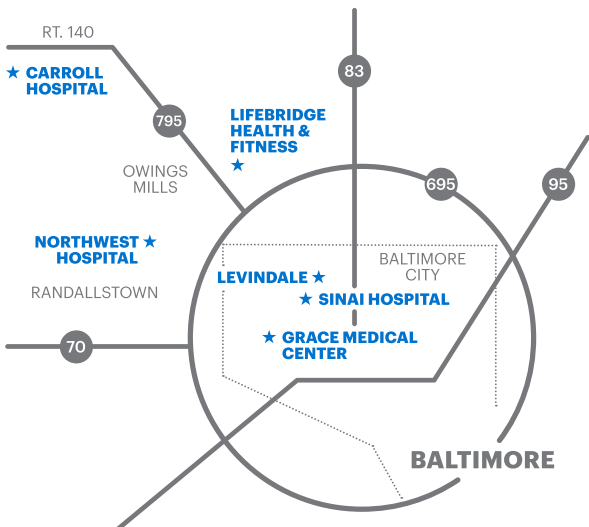 RT. 140
CARROLL
HOSPITAL
83
795
LIFEBRIDGE
HEALTH &
FITNESS
OWINGS
MILLS
695
95
NORTHWEST
HOSPITAL
RANDALLSTOWN
BALTIMORE
CITY
LEVINDALE
SINAI HOSPITAL
GRACE MEDICAL
CENTER
70
BALTIMORE